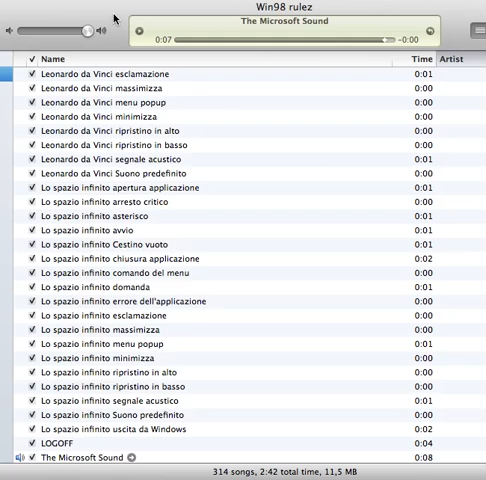 Win98 rulez
The Microsoft Sound
0:07 -0:00
Name Time Artist
Leonardo da Vinci esclamazione 0:01
Leonardo da Vinci massimizza 0:00
Leonardo da Vinci menu popup 0:00
Leonardo da Vinci minimizza 0:00
Leonardo da Vinci ripristino in alto 0:00
Leonardo da Vinci ripristino in basso 0:00
Leonardo da Vinci segnale acustico 0:01
Leonardo da Vinci Suono predefinito 0:00
Lo spazio infinito apertura applicazione 0:01
Lo spazio infinito arresto critico 0:00
Lo spazio infinito asterisco 0:01
Lo spazio infinito avvio 0:01
Lo spazio infinito Cestino vuoto 0:01
Lo spazio infinito chiusura applicazione 0:02
Lo spazio infinito comando del menu 0:00
Lo spazio infinito domanda 0:01
Lo spazio infinito errore dell'applicazione 0:00
Lo spazio infinito esclamazione 0:00
Lo spazio infinito massimizza 0:00
Lo spazio infinito menu popup 0:01
Lo spazio infinito minimizza 0:00
Lo spazio infinito ripristino in alto 0:00
Lo spazio infinito ripristino in basso 0:00
Lo spazio infinito segnale acustico 0:01
Lo spazio infinito Suono predefinito 0:00
Lo spazio infinito uscita da Windows 0:02
LOGOFF 0:04
The Microsoft Sound 0:08
314 songs, 2:42 total time, 11,5 MB